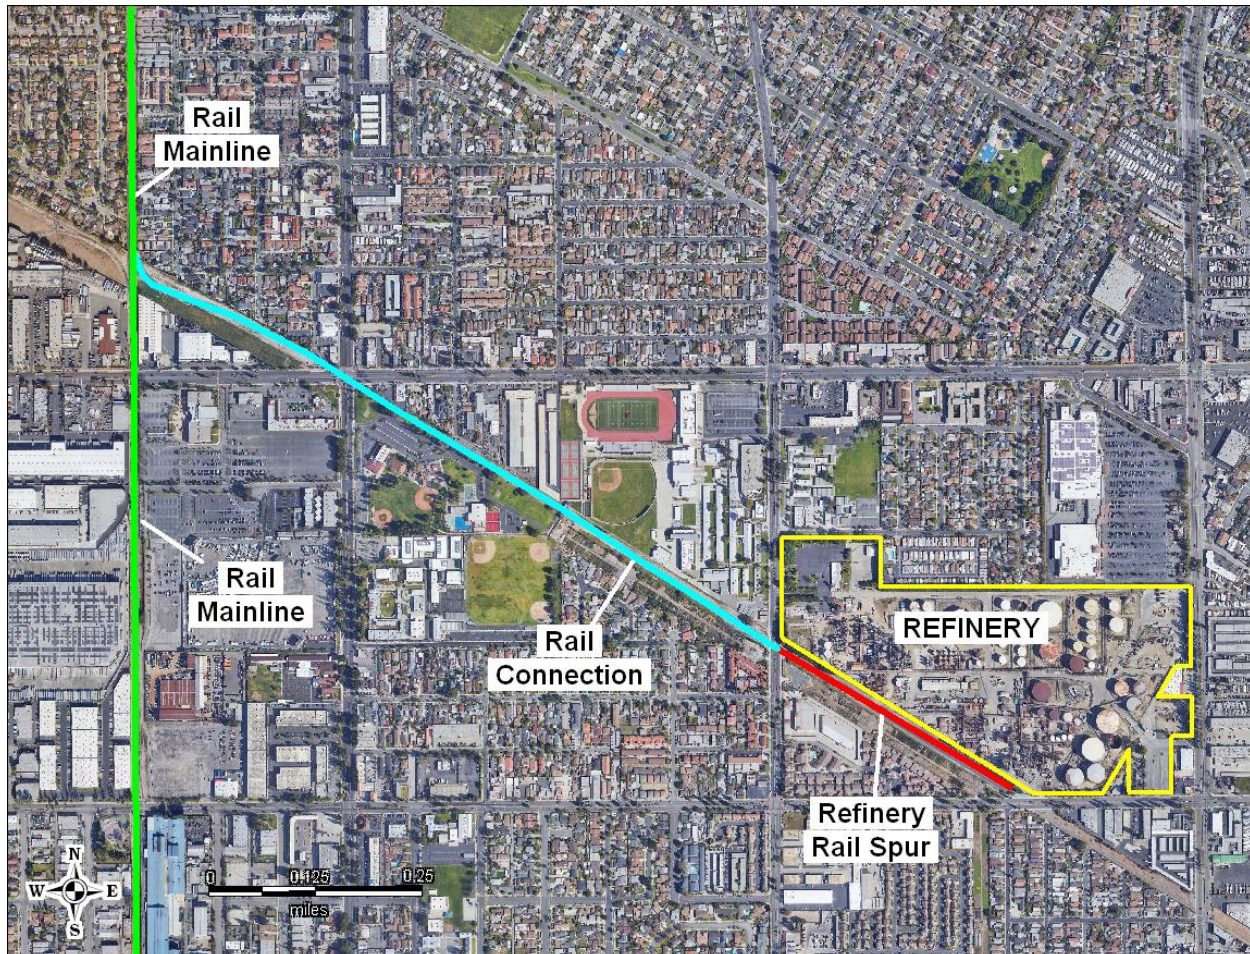 Rail
Mainline
Rail
Mainline
Rail
Connection
REFINERY
Refinery
Rail Spur
N
W E
S
0 0.125 0.25
miles